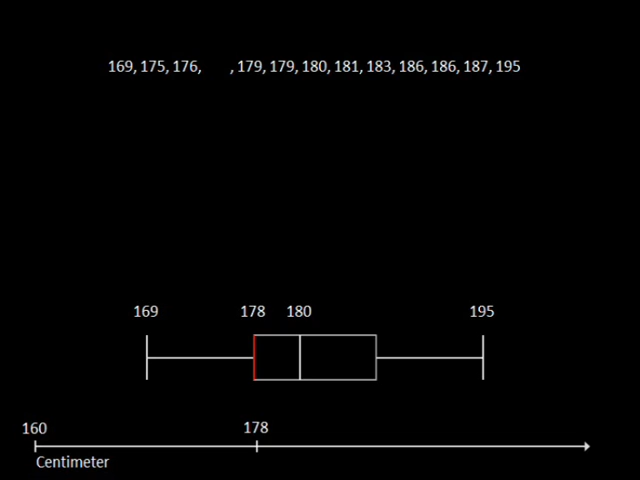 169, 175, 176, , 179, 179, 180, 181, 183, 186, 186, 187, 195
169 178 180 195
160 178
Centimeter